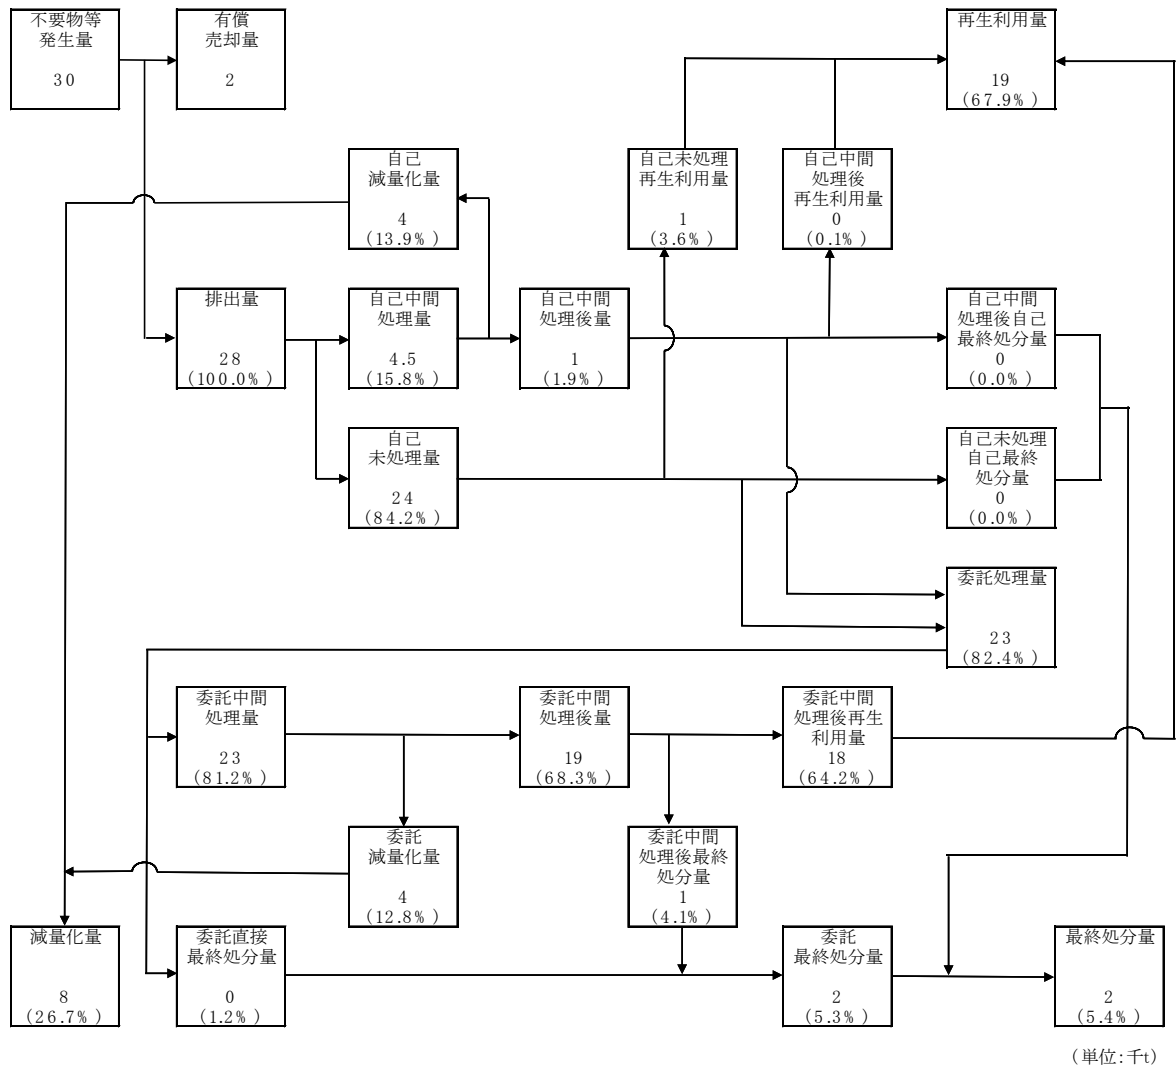 不要物等
発生量
30
有償
売却量
2
再生利用量
19
(67.9%)
自己
減量化量
4
(13.9%)
自己未処理
再生利用量
1
(3.6%)
自己中間
処理後
再生利用量
0
(0.1%)
排出量
28
(100.0%)
自己中間
処理量
4.5
(15.8%)
自己中間
処理後量
1
(1.9%)
自己中間
処理後自己
最終処分量
0
(0.0%)
自己
未処理量
24
(84.2%)
自己未処理
自己最終
処分量
0
(0.0%)
委託処理量
23
(82.4%)
委託中間
処理量
23
(81.2%)
委託中間
処理後量
19
(68.3%)
委託中間
処理後再生
利用量
18
(64.2%)
委託
減量化量
4
(12.8%)
委託中間
処理後最終
処分量
1
(4.1%)
減量化量
8
(26.7%)
委託直接
最終処分量
0
(1.2%)
委託
最終処分量
2
(5.3%)
最終処分量
2
(5.4%)
(単位:千t)